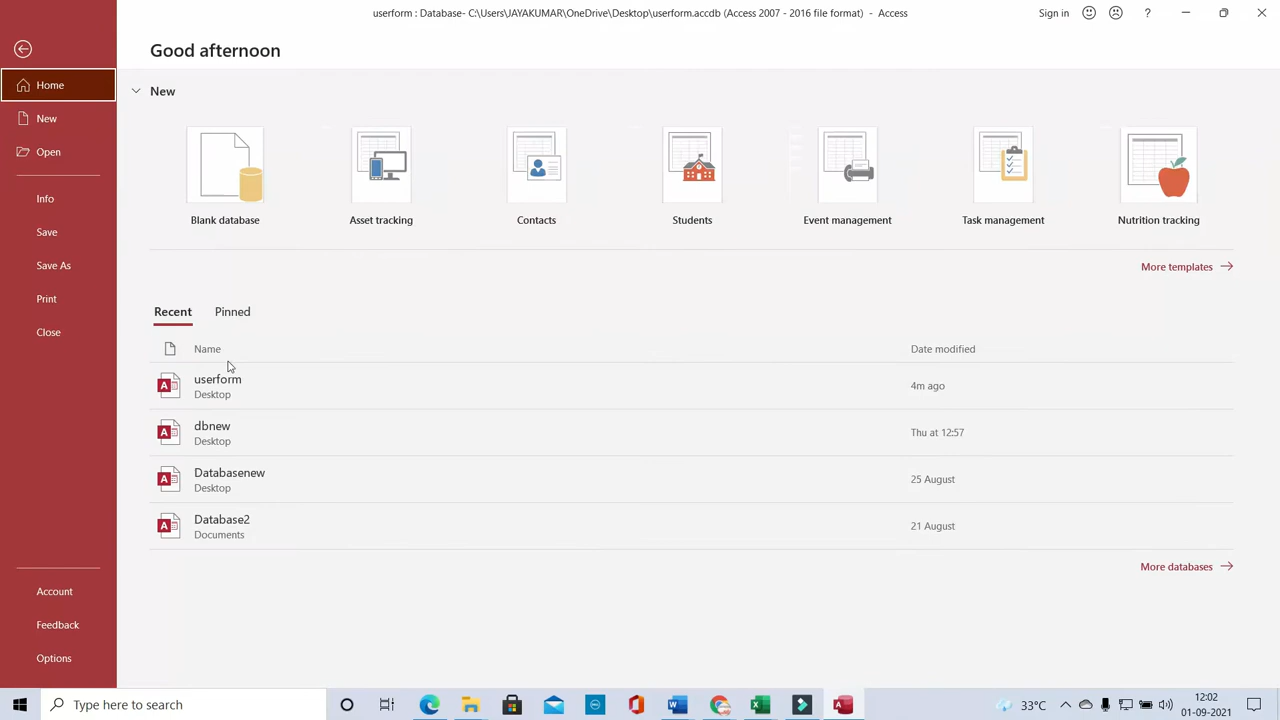 userform : Database- C:\Users\JAYAKUMAR\OneDrive\Desktop\userform.accdb (Access 2007 - 2016 file format) - Access
Sign in
?
Good afternoon
Home
New
Open
Info
Save
Save As
Print
Close
Account
Feedback
Options
New
Blank database
Asset tracking
Contacts
Students
Event management
Task management
Nutrition tracking
More templates
Recent Pinned
Name Date modified
userform
Desktop
4m ago
dbnew
Desktop
Thu at 12:57
Databasenew
Desktop
25 August
Database2
Documents
21 August
More databases
Type here to search
33°C
12:02
01-09-2021